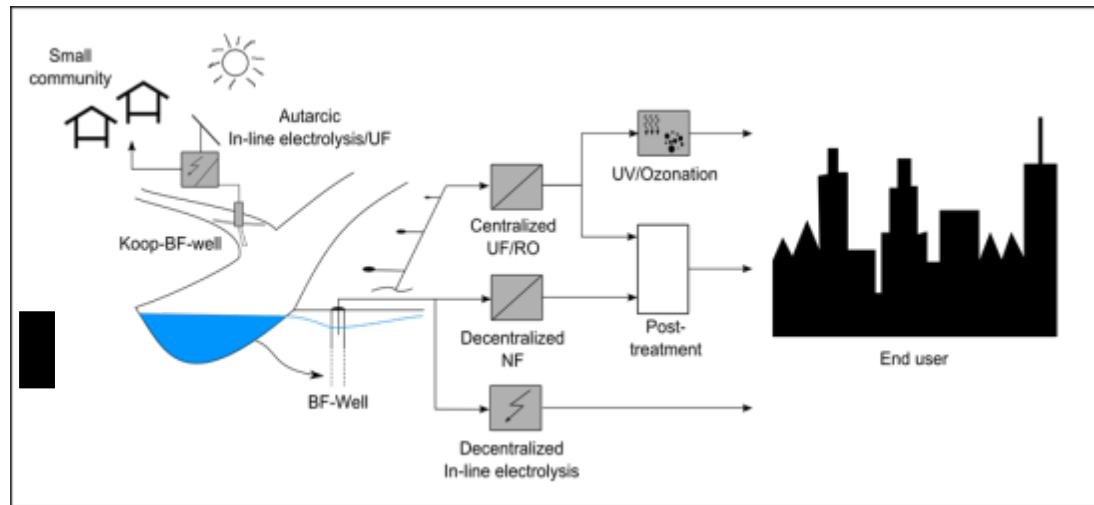 Small
community
Autarcic
In-line electrolysis/UF
Koop-BF-well
UV/Ozonation
Centralized
UF/RO
Decentralized
NF
Post-
treatment
End user
BF-Well
Decentralized
In-line electrolysis